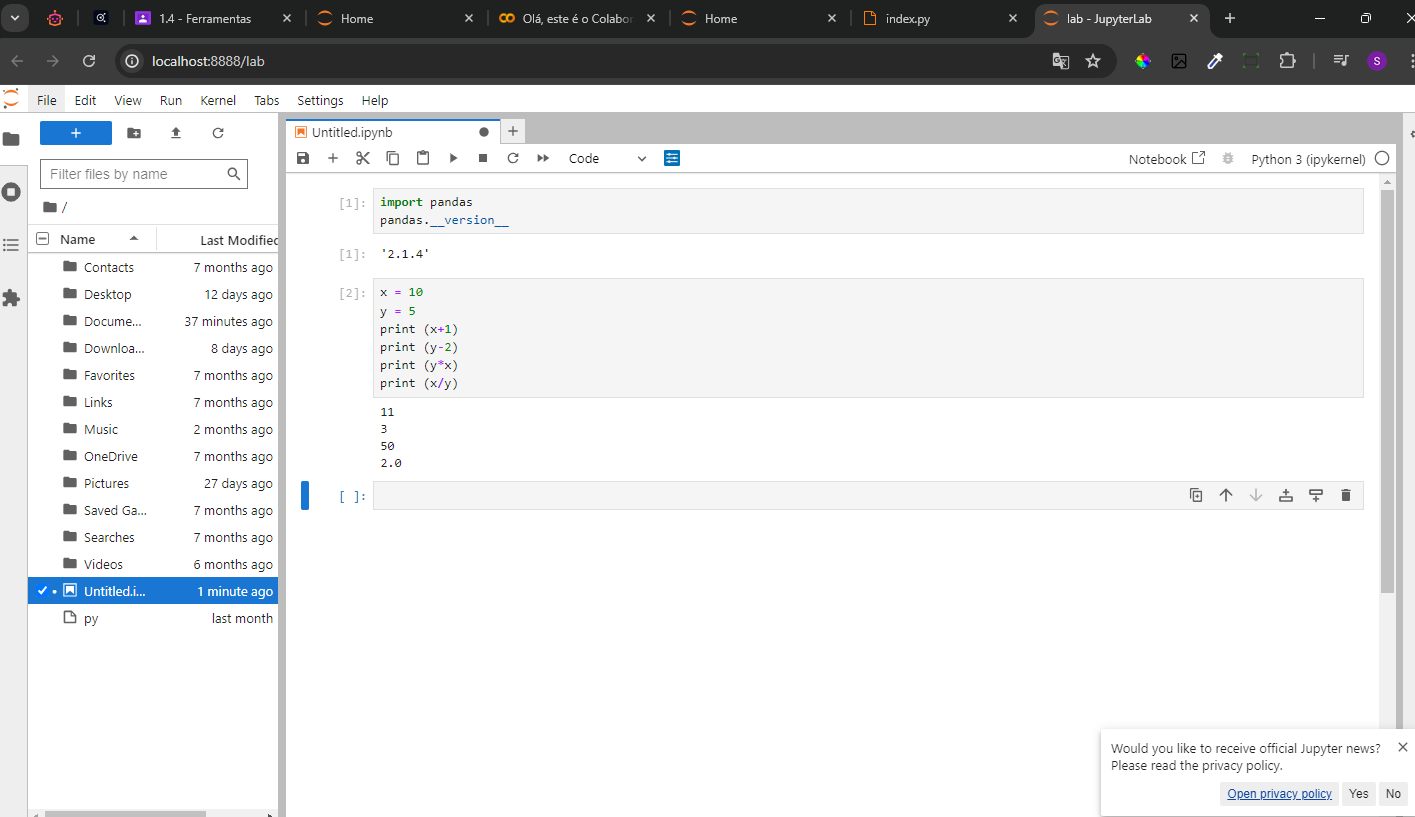 1.4 - Ferramentas
Home
Olá, este é o Colabor
Home
index.py
lab - JupyterLab
localhost:8888/lab
S
File Edit View Run Kernel Tabs Settings Help
Filter files by name
/
Name Last Modified
Contacts 7 months ago
Desktop 12 days ago
Docume... 37 minutes ago
Downloa... 8 days ago
Favorites 7 months ago
Links 7 months ago
Music 2 months ago
OneDrive 7 months ago
Pictures 27 days ago
Saved Ga... 7 months ago
Searches 7 months ago
Videos 6 months ago
Untitled.i... 1 minute ago
py last month
Untitled.ipynb
Code
Notebook
Python 3 (ipykernel)
[1]: import pandas
pandas.__version__
[1]: '2.1.4'
[2]: x = 10
y = 5
print (x+1)
print (y-2)
print (y*x)
print (x/y)
11
3
50
2.0
[ ]:
Would you like to receive official Jupyter news?
Please read the privacy policy.
Open privacy policy Yes No